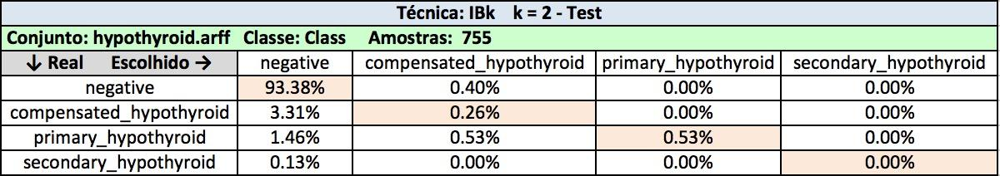 Técnica: IBk k = 2 - Test
Conjunto: hypothyroid.arff Classe: Class Amostras: 755
↓ Real Escolhido → negative compensated_hypothyroid primary_hypothyroid secondary_hypothyroid
negative 93.38% 0.40% 0.00% 0.00%
compensated_hypothyroid 3.31% 0.26% 0.00% 0.00%
primary_hypothyroid 1.46% 0.53% 0.53% 0.00%
secondary_hypothyroid 0.13% 0.00% 0.00% 0.00%